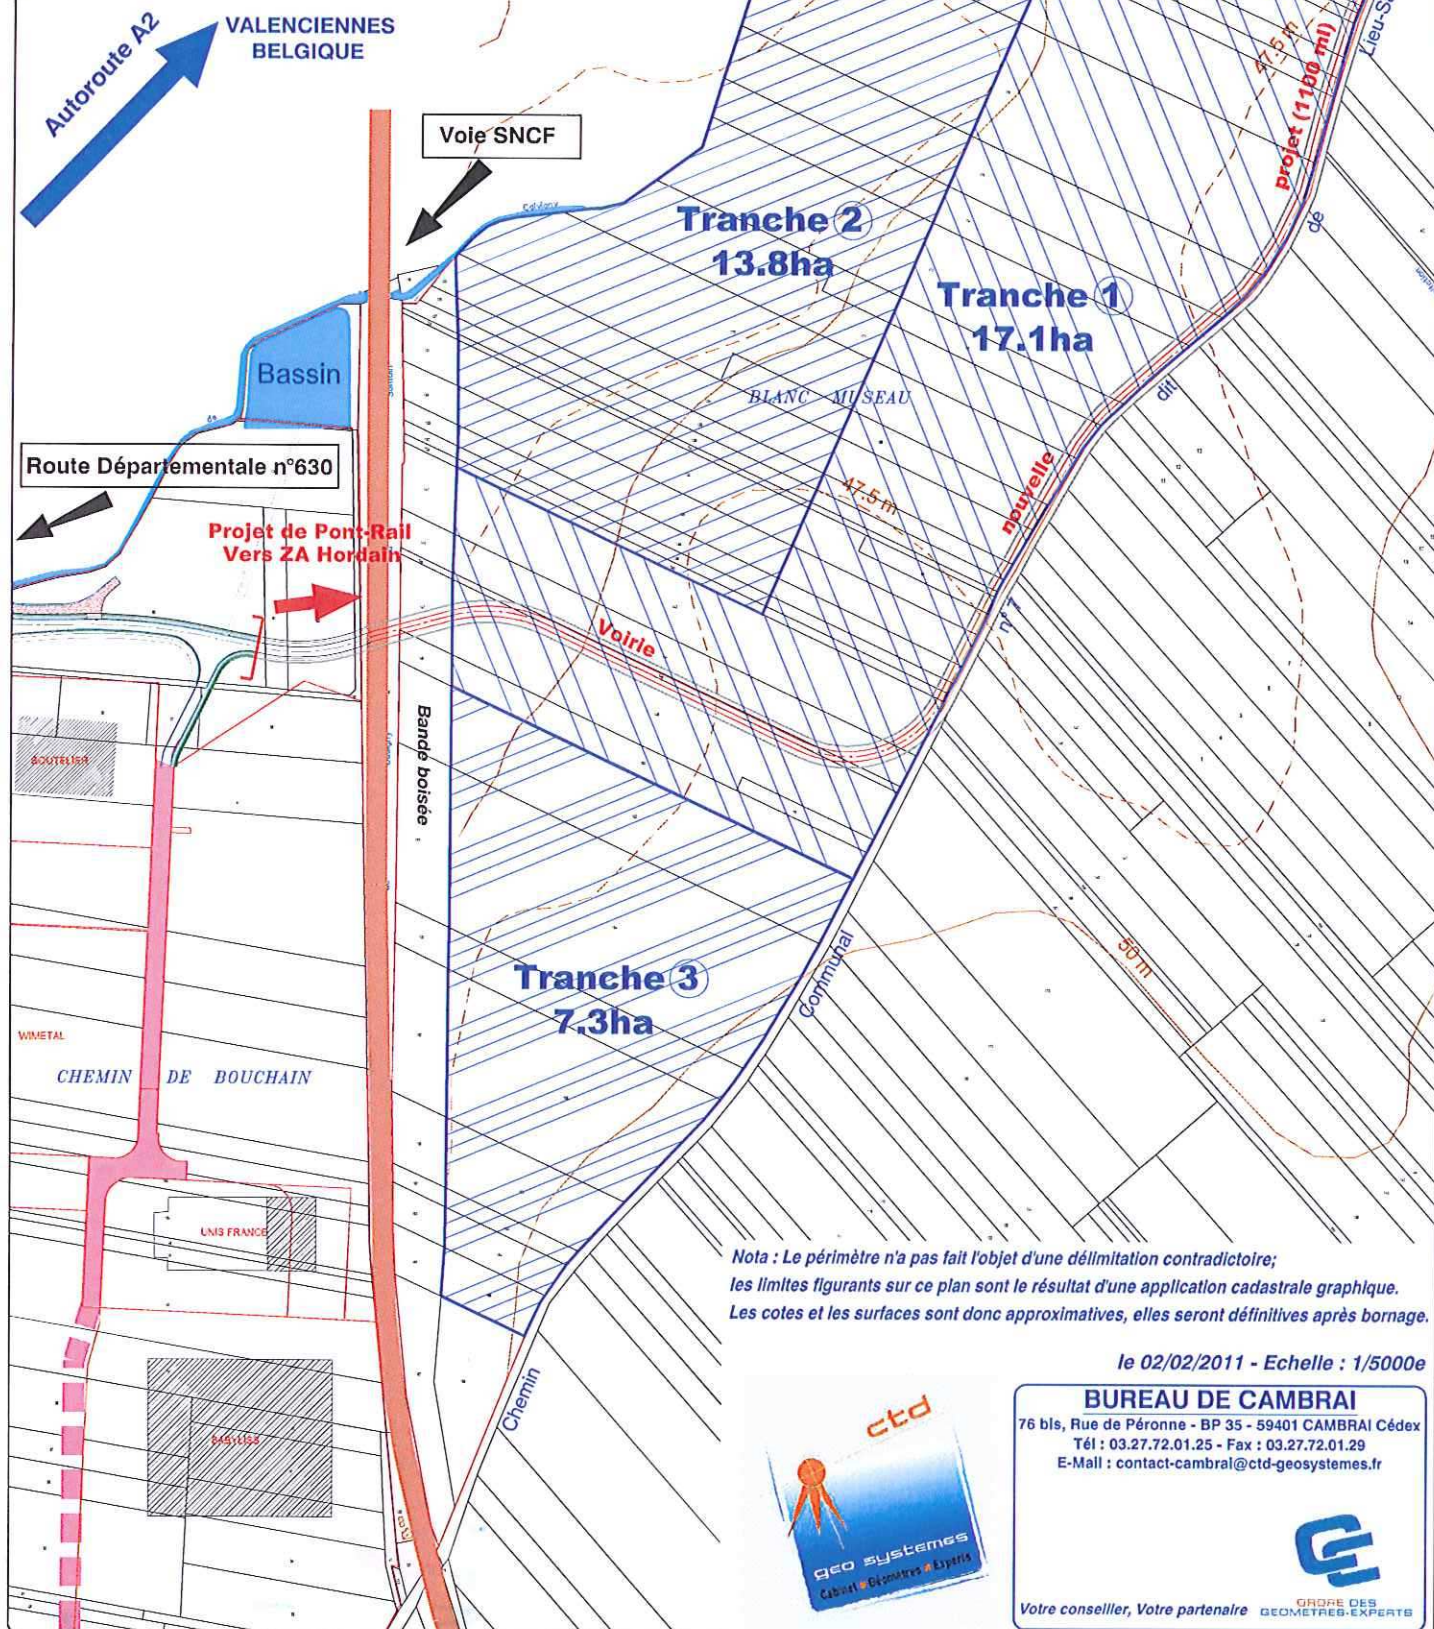 Autoroute A2
VALENCIENNES
BELGIQUE
Voie SNCF
Tranche 2
13.8ha
Tranche 1
17.1ha
47.5 m
projet (1100 ml)
de
dit
Bassin
BLANC MUSEAU
Route Départementale n°630
Projet de Pont-Rail
Vers ZA Hordain
47.5 m
nouvelle
n° 7
Voirie
BOUTELIER
Bande boisée
Tranche 3
7.3ha
Communal
50 m
WIMETAL
CHEMIN DE BOUCHAIN
UNIS FRANCE
Nota : Le périmètre n'a pas fait l'objet d'une délimitation contradictoire;
les limites figurants sur ce plan sont le résultat d'une application cadastrale graphique.
Les cotes et les surfaces sont donc approximatives, elles seront définitives après bornage.
le 02/02/2011 - Echelle : 1/5000e
Chemin
BABYLISS
ctd
geo systemes
Cabinet Géomètres Experts
BUREAU DE CAMBRAI
76 bis, Rue de Péronne - BP 35 - 59401 CAMBRAI Cédex
Tél : 03.27.72.01.25 - Fax : 03.27.72.01.29
E-Mail : contact-cambrai@ctd-geosystemes.fr
Votre conseiller, Votre partenaire
ORDRE DES
GEOMETRES-EXPERTS